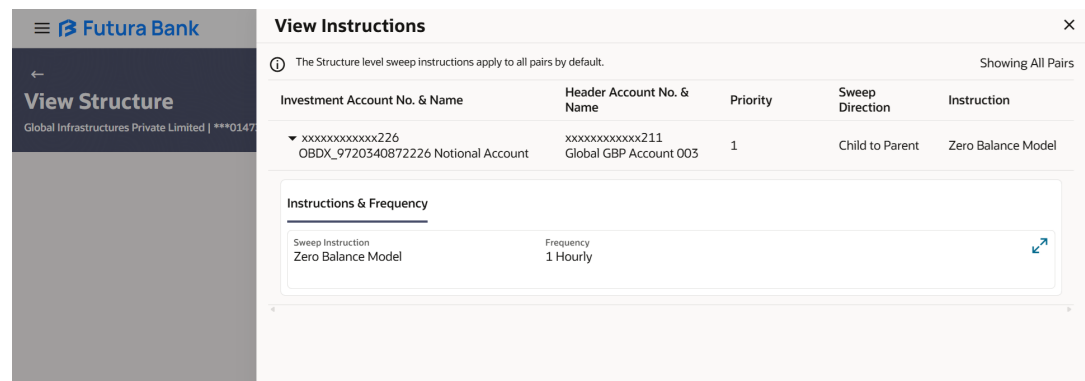 Futura Bank
View Structure
Global Infrastructures Private Limited | ***0147
View Instructions
The Structure level sweep instructions apply to all pairs by default.
Showing All Pairs
Investment Account No. & Name
Header Account No. & Name
Priority
Sweep Direction
Instruction
xxxxxxxxxxxx226
OBDX_9720340872226 Notional Account
xxxxxxxxxxxx211
Global GBP Account 003
1
Child to Parent
Zero Balance Model
Instructions & Frequency
Sweep Instruction
Zero Balance Model
Frequency
1 Hourly